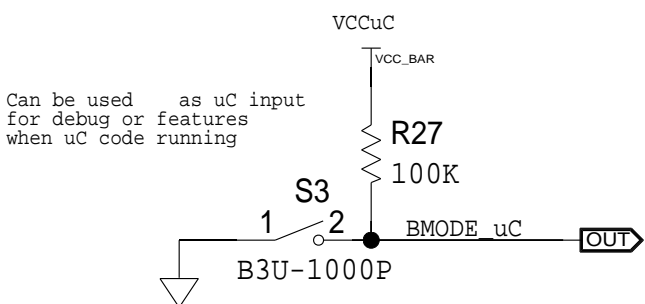 VCCuC
VCC_BAR
Can be used as uC input
for debug or features
when uC code running
R27
100K
S3
1 2
BMODE_uC
OUT
B3U-1000P